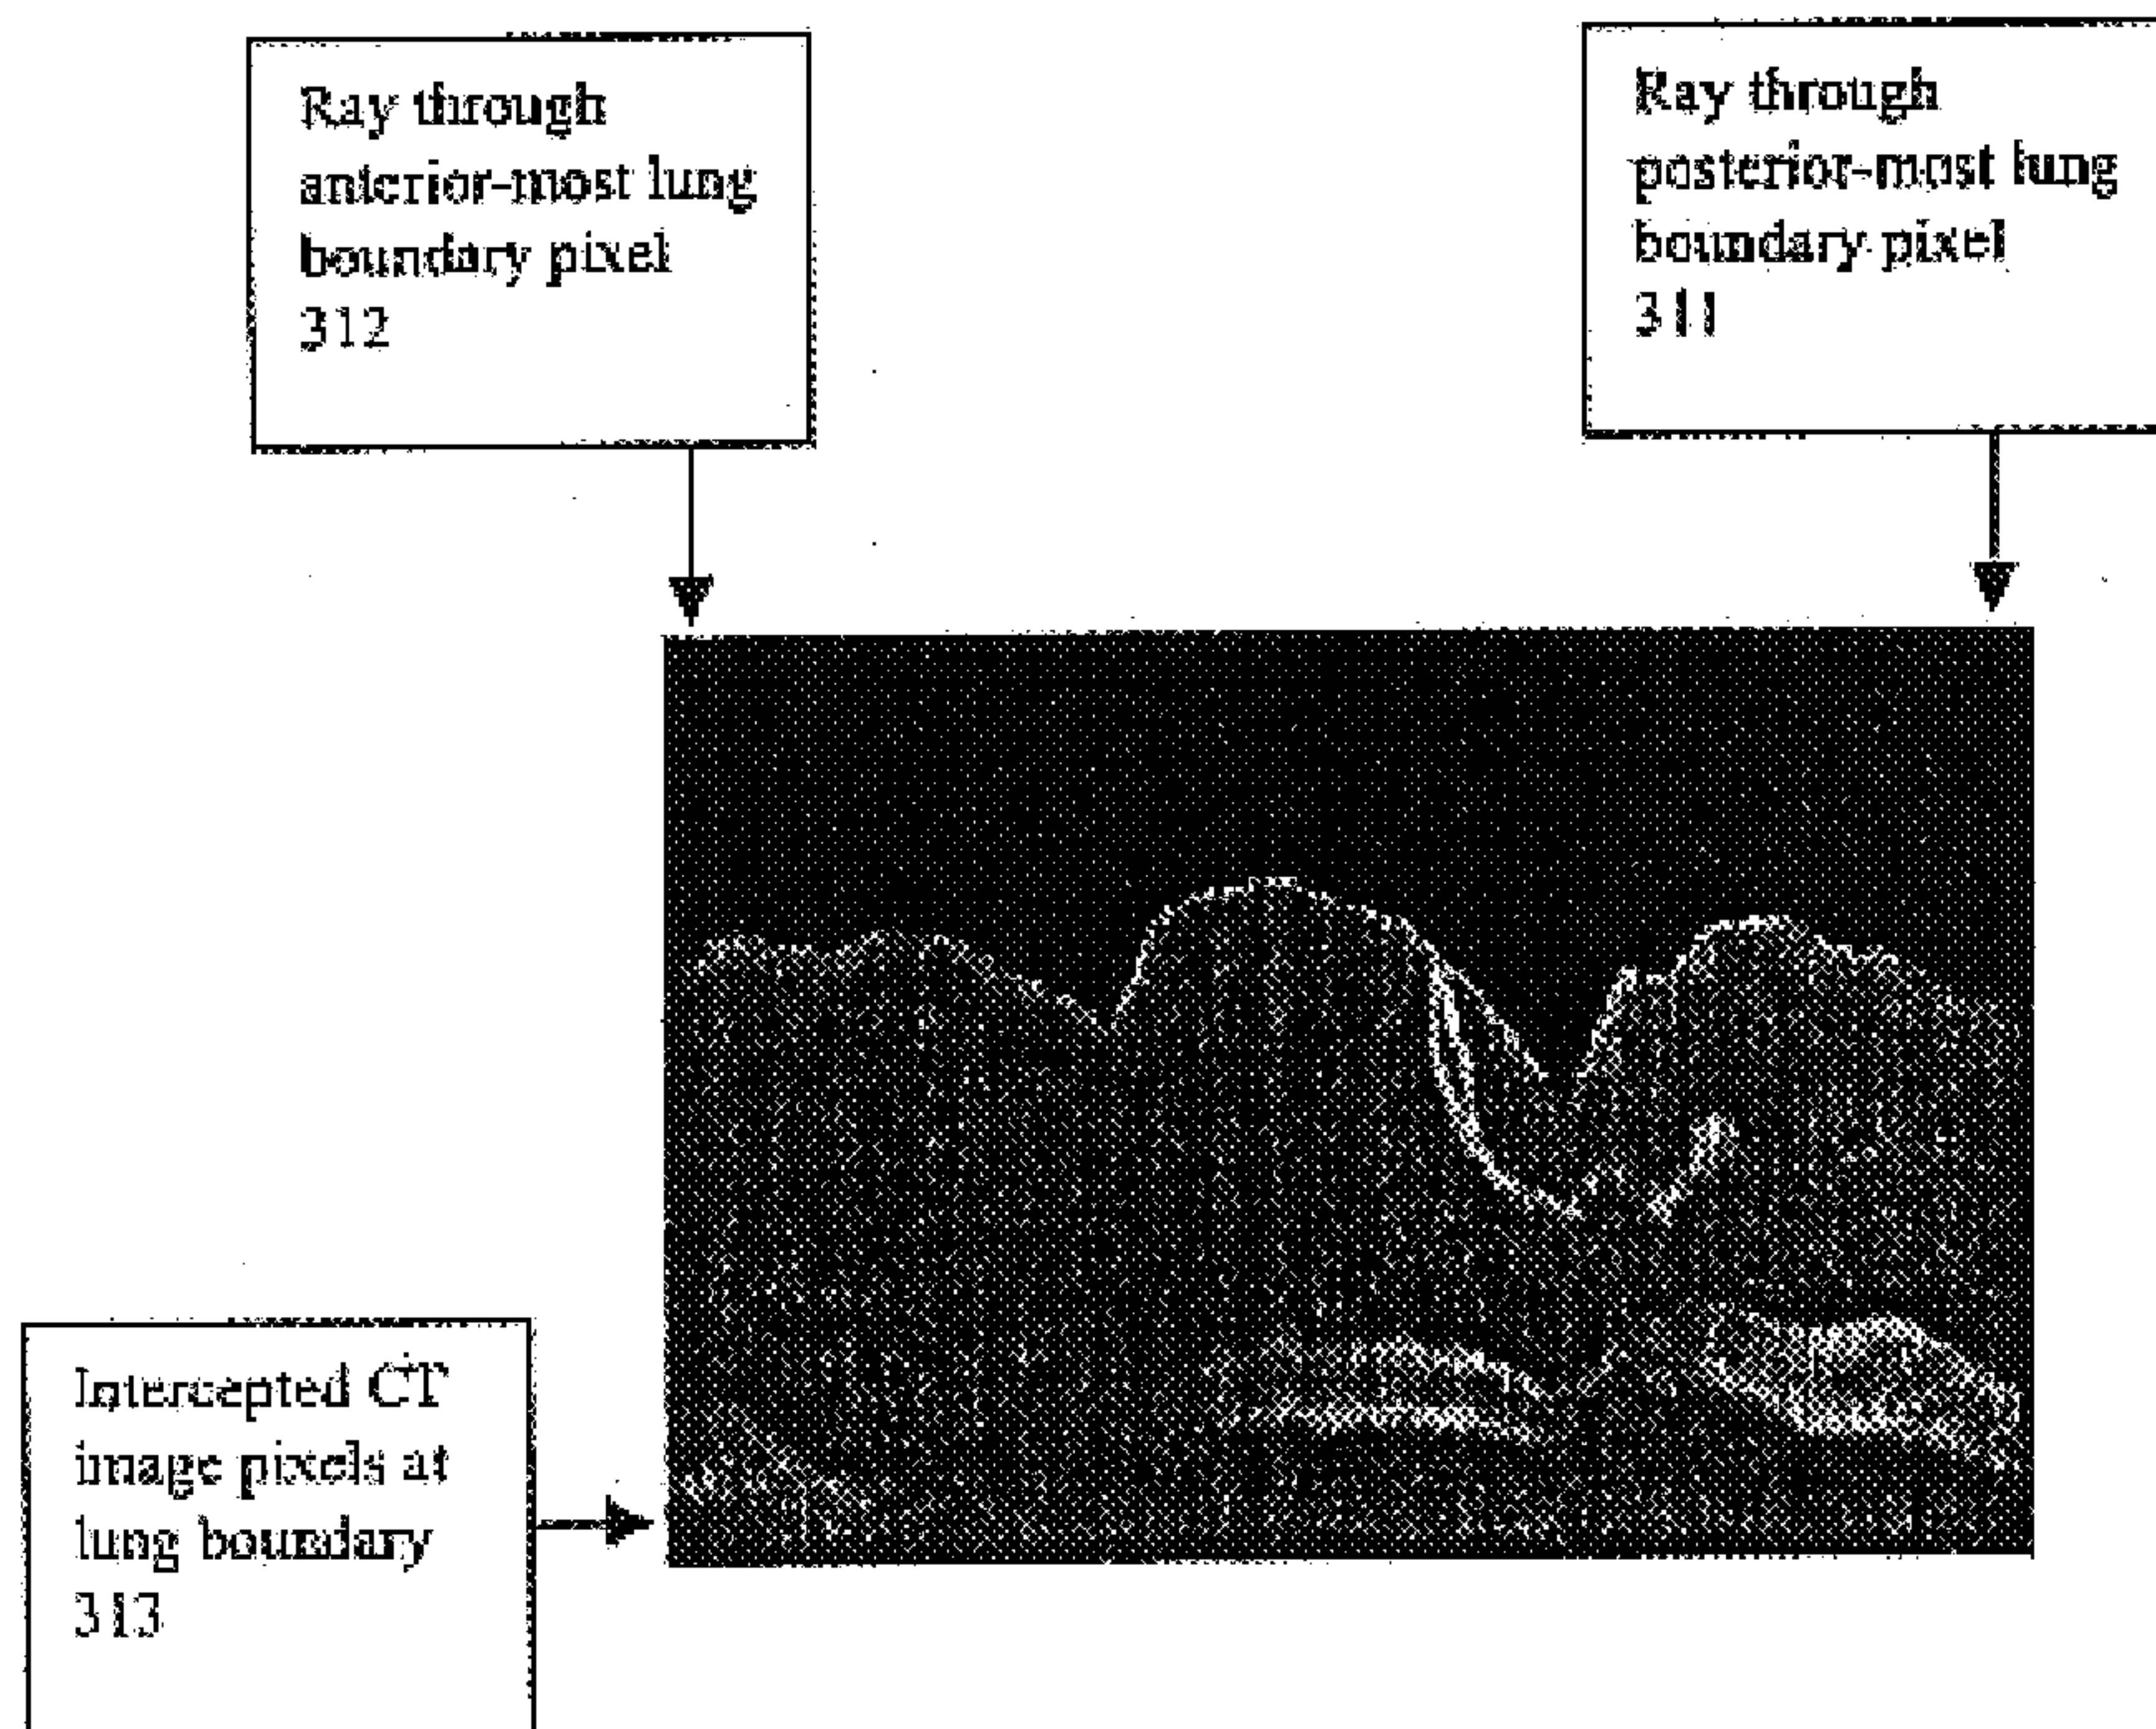 Ray through
anterior-most lung
boundary pixel
312
Ray through
posterior-most lung
boundary pixel
311
Intercepted CT
image pixels at
lung boundary
313